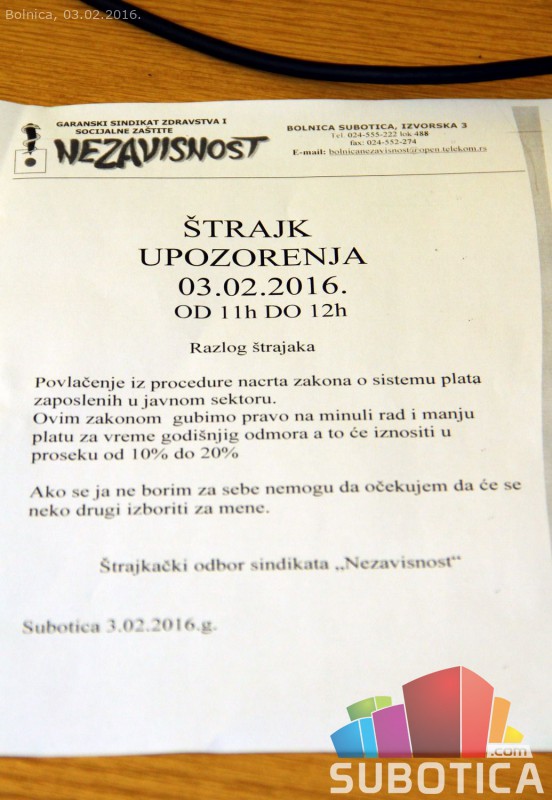 Bolnica, 03.02.2016.
GARANSKI SINDIKAT ZDRAVSTVA I
SOCIJALNE ZAŠTITE
NEZAVISNOST
BOLNICA SUBOTICA, IZVORSKA 3
Tel. 024-555-222 lok 488
fax: 024-552-274
E-mail: bolnicanezavisnost@open.telekom.rs
ŠTRAJK
UPOZORENJA
03.02.2016.
OD 11h DO 12h
Razlog štrajaka
Povlačenje iz procedure nacrta zakona o sistemu plata
zaposlenih u javnom sektoru.
Ovim zakonom gubimo pravo na minuli rad i manju
platu za vreme godišnjig odmora a to će iznositi u
proseku od 10% do 20%
Ako se ja ne borim za sebe nemogu da očekujem da će se
neko drugi izboriti za mene.
Štrajkački odbor sindikata „Nezavisnost“
Subotica 3.02.2016.g.
.com
SUBOTICA